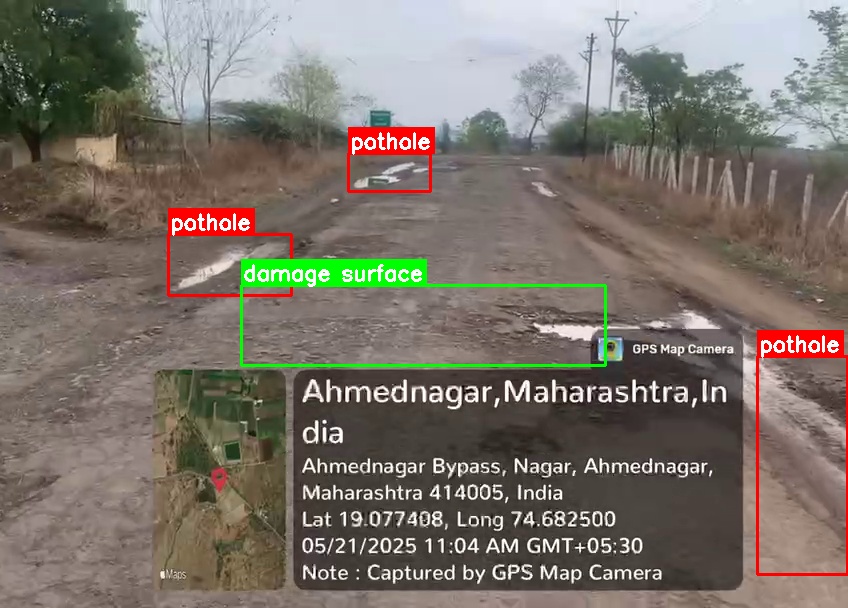 pothole
pothole
damage surface
pothole
GPS Map Camera
Ahmednagar,Maharashtra,In
dia
Ahmednagar Bypass, Nagar, Ahmednagar,
Maharashtra 414005, India
Lat 19.077408, Long 74.682500
05/21/2025 11:04 AM GMT+05:30
Note : Captured by GPS Map Camera
Maps